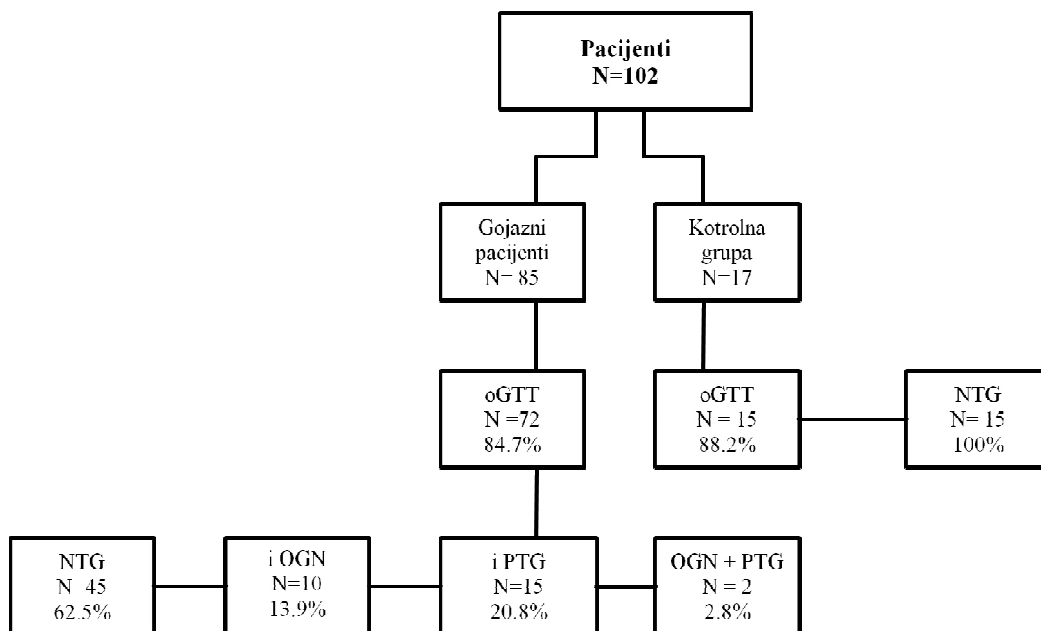 Pacijenti
N=102
Gojazni
pacijenti
N= 85
Kotrolna
grupa
N=17
oGTT
N =72
84.7%
oGTT
N = 15
88.2%
NTG
N= 15
100%
NTG
N 45
62.5%
i OGN
N=10
13.9%
i PTG
N=15
20.8%
OGN + PTG
N = 2
2.8%